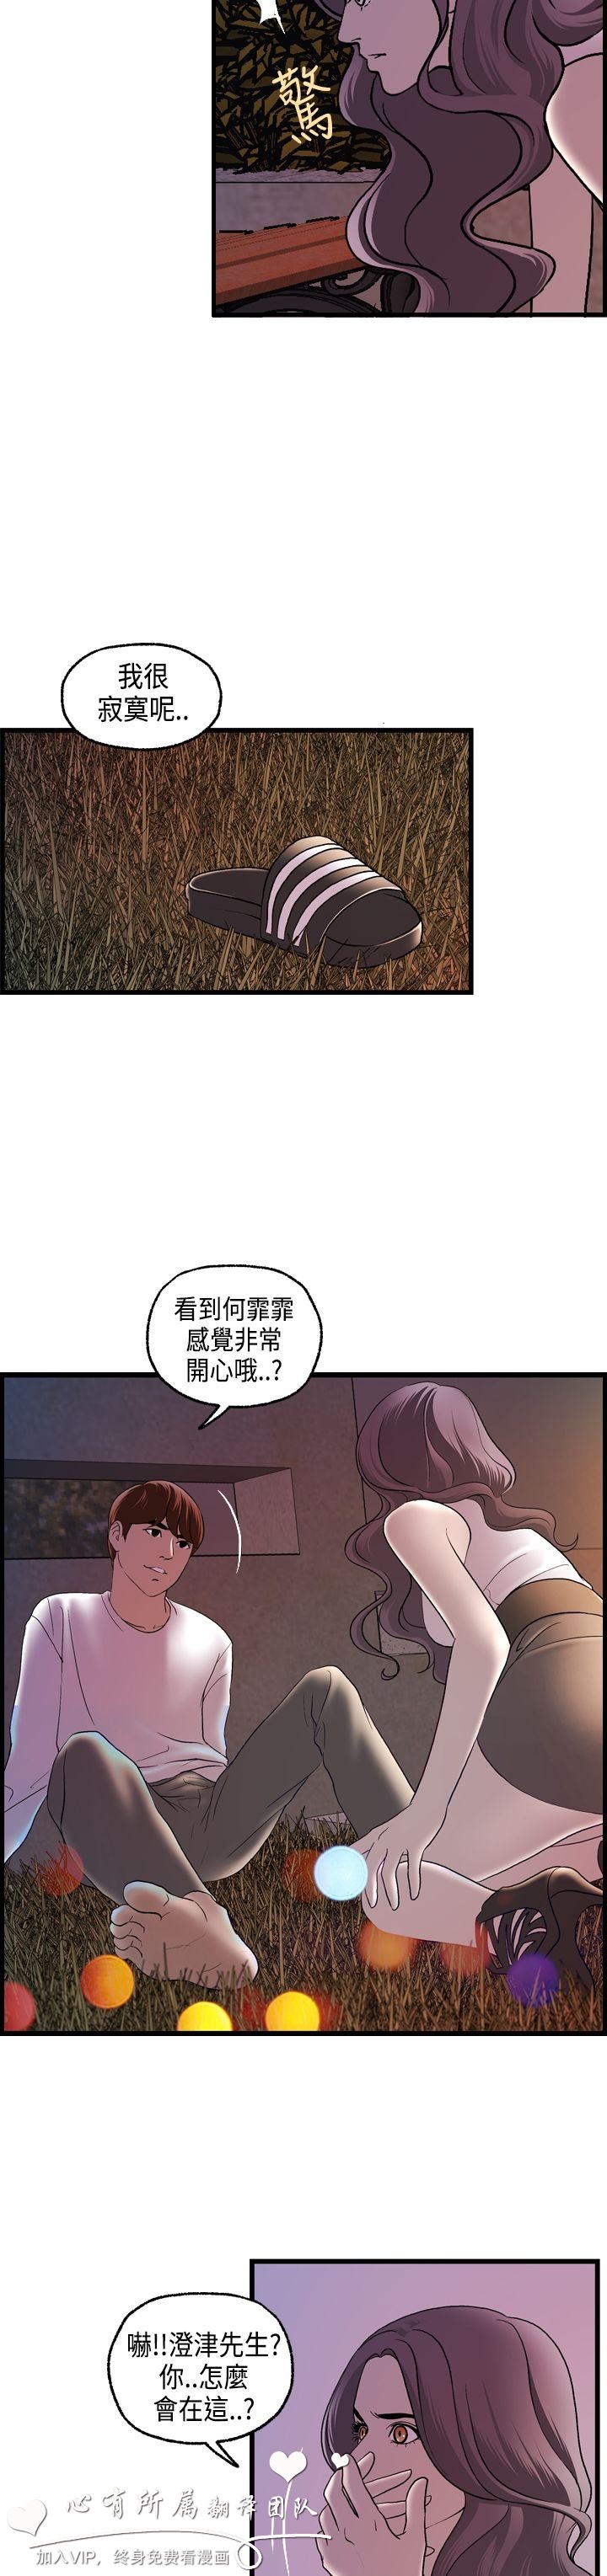 驚
我很
寂寞呢..
看到何霏霏
感覺非常
開心哦..?
嚇!!澄津先生?
你..怎麼
會在這..?
心有所属翻译团队
加入VIP，终身免费看漫画